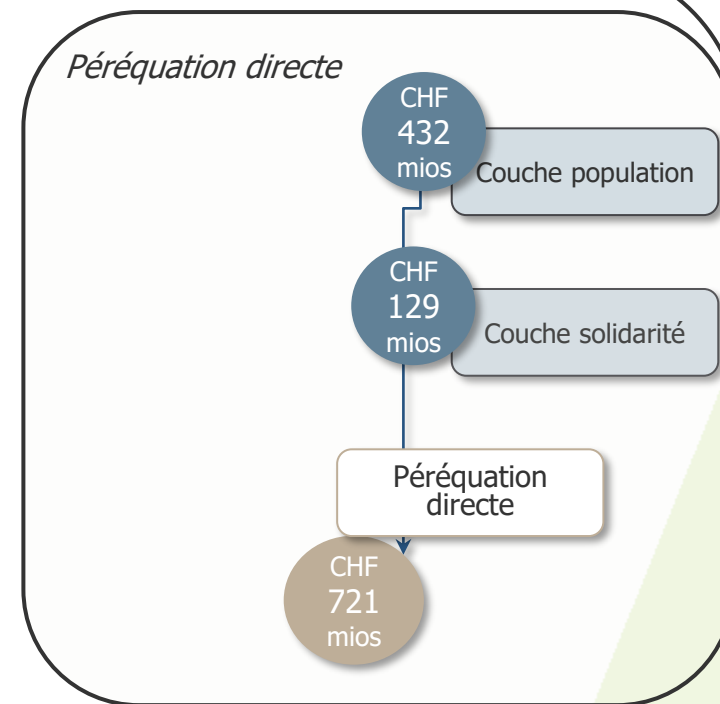 Péréquation directe
CHF
432
mios
Couche population
CHF
129
mios
Couche solidarité
Péréquation
directe
CHF
721
mios